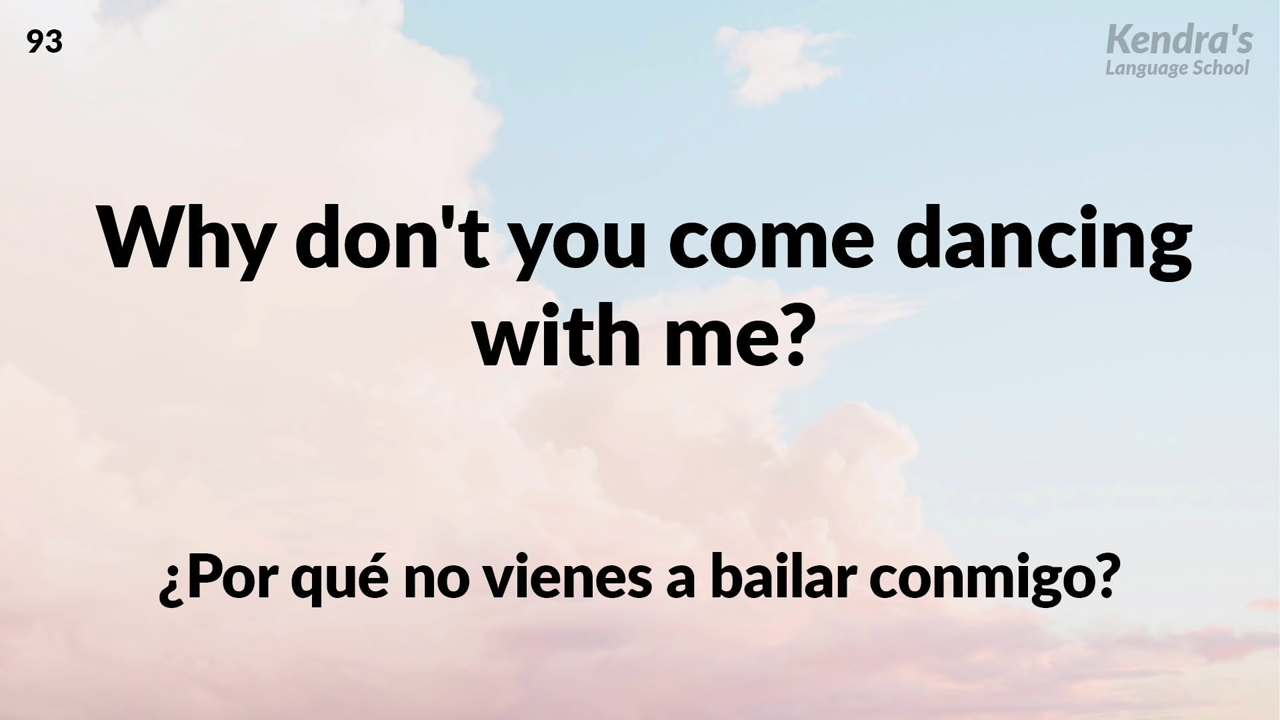 93
Kendra's
Language School
Why don't you come dancing
with me?
¿Por qué no vienes a bailar conmigo?